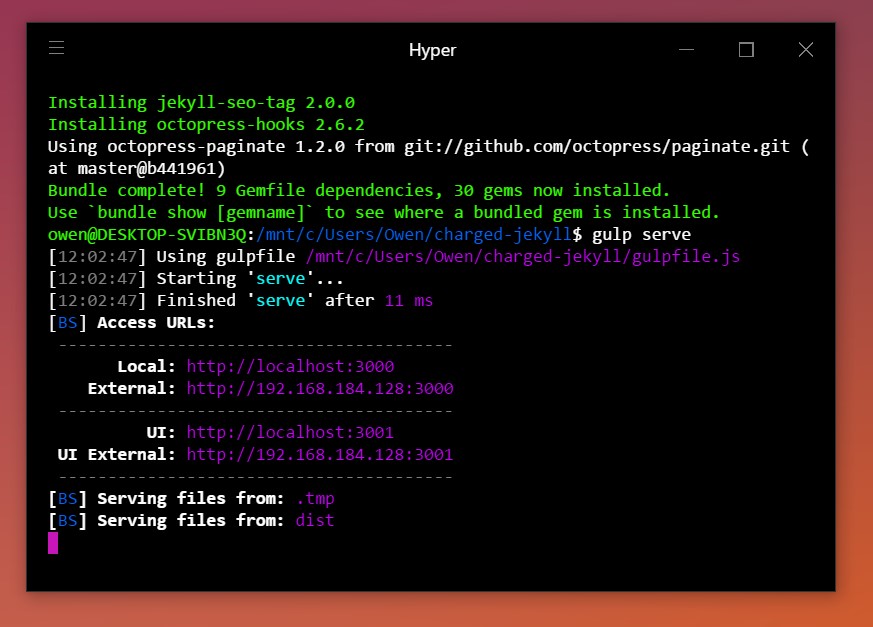 Hyper
Installing jekyll-seo-tag 2.0.0
Installing octopress-hooks 2.6.2
Using octopress-paginate 1.2.0 from git://github.com/octopress/paginate.git (
at master@b441961)
Bundle complete! 9 Gemfile dependencies, 30 gems now installed.
Use `bundle show [gemname]` to see where a bundled gem is installed.
owen@DESKTOP-SVIBN3Q:/mnt/c/Users/Owen/charged-jekyll$ gulp serve
[12:02:47] Using gulpfile /mnt/c/Users/Owen/charged-jekyll/gulpfile.js
[12:02:47] Starting 'serve'...
[12:02:47] Finished 'serve' after 11 ms
[BS] Access URLs:
----------------------------------------
Local: http://localhost:3000
External: http://192.168.184.128:3000
----------------------------------------
UI: http://localhost:3001
UI External: http://192.168.184.128:3001
----------------------------------------
[BS] Serving files from: .tmp
[BS] Serving files from: dist